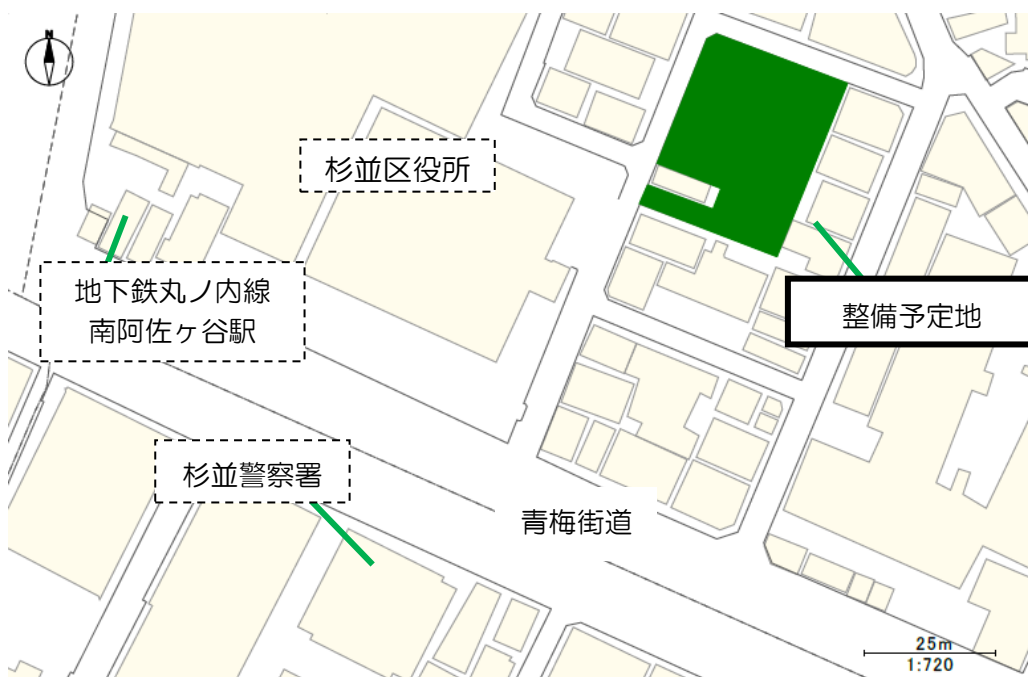 N
杉並区役所
地下鉄丸ノ内線
南阿佐ヶ谷駅
整備予定地
杉並警察署
青梅街道
25m
1:720